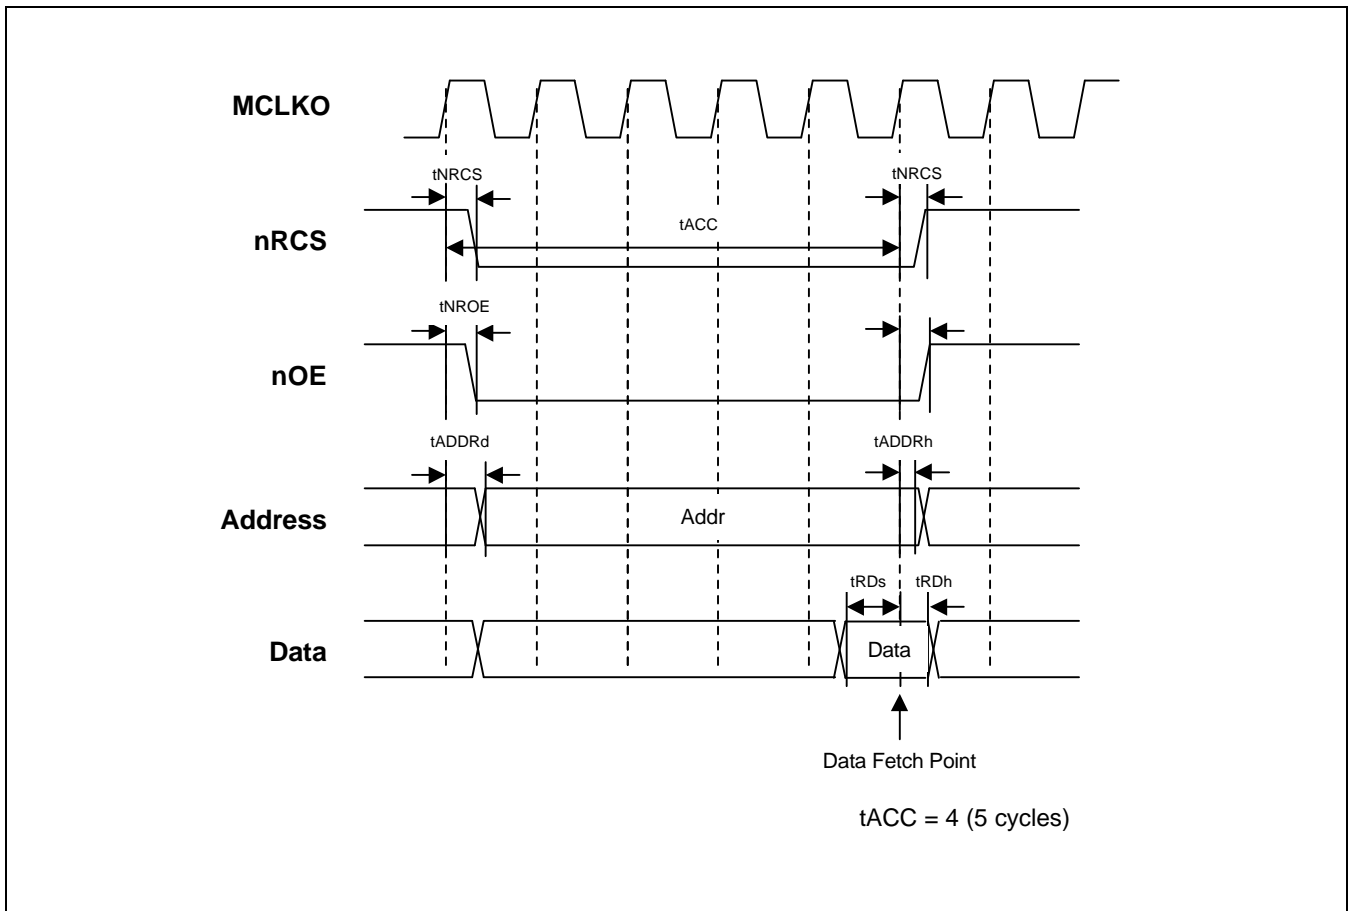 MCLKO
tNRCS
tNRCS
nRCS
tACC
tNROE
nOE
tADDRd
tADDRh
Address
Addr
tRDs
tRDh
Data
Data
Data Fetch Point
tACC = 4 (5 cycles)